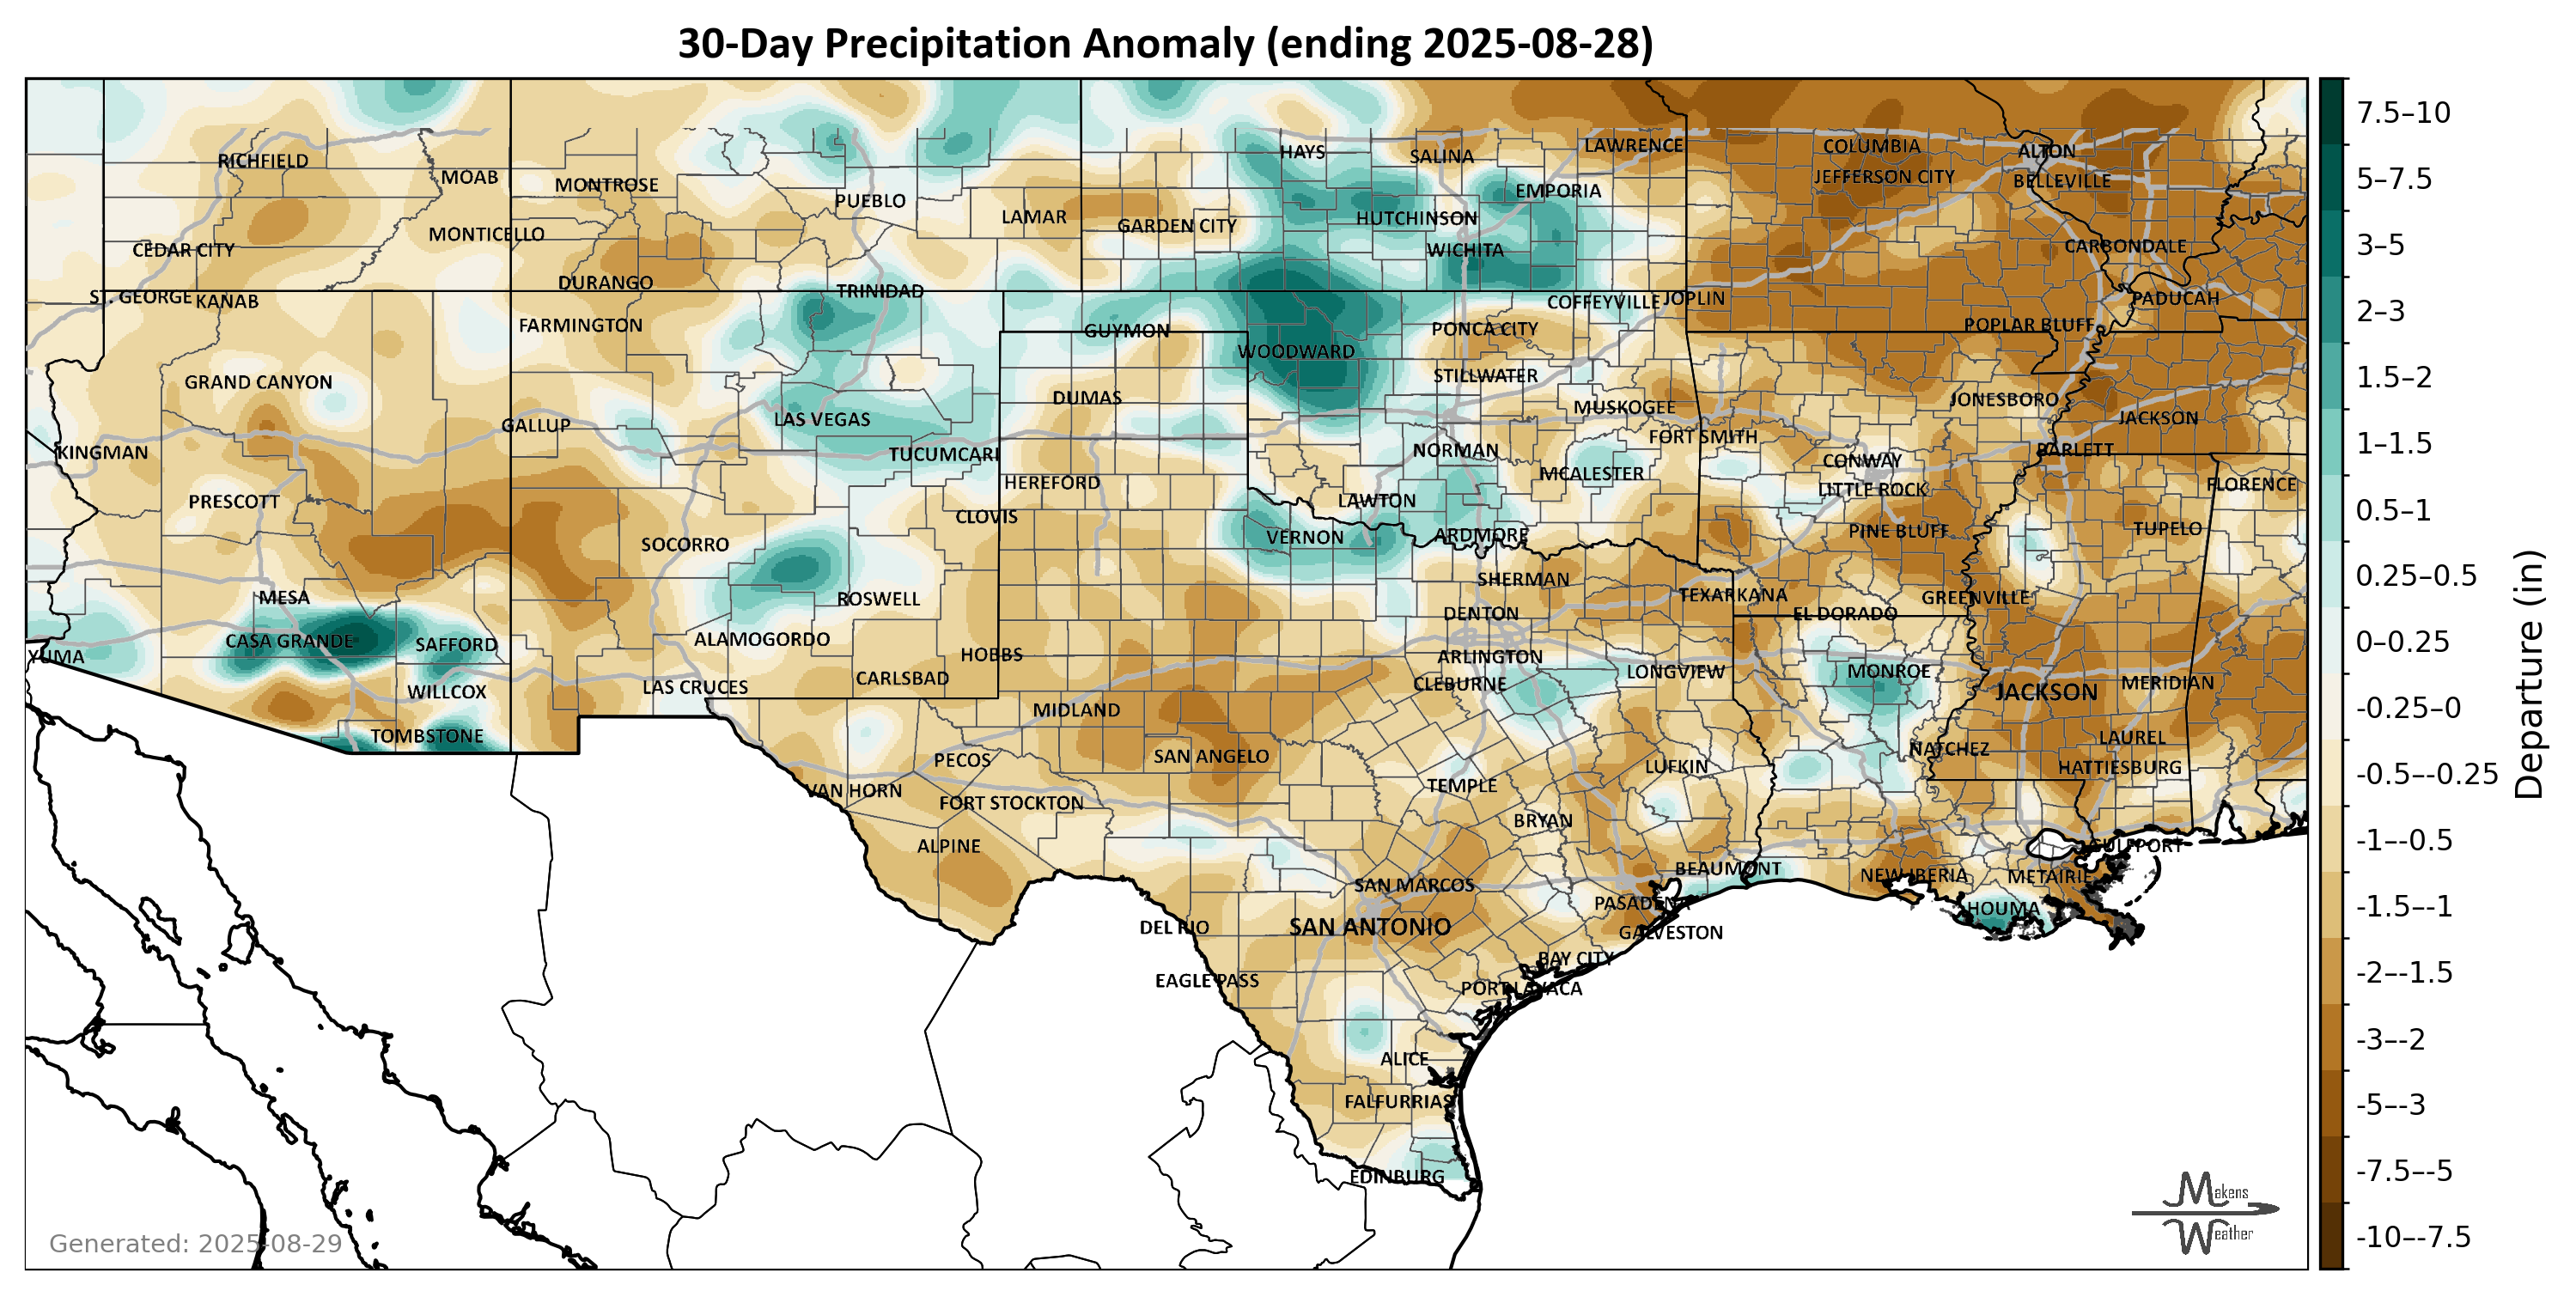 30-Day Precipitation Anomaly (ending 2025-08-28)
HAYS
SALINA
LAWRENCE
COLUMBIA
ALTON
RICHFIELD
MOAB
MONTROSE
PUEBLO
EMPORIA
JEFFERSON CITY
BELLEVILLE
LAMAR
GARDEN CITY
HUTCHINSON
MONTICELLO
CEDAR CITY
WICHITA
CARBONDALE
DURANGO
TRINIDAD
ST. GEORGE
KANAB
COFFEYVILLE
JOPLIN
PADUCAH
FARMINGTON
GUYMON
PONCA CITY
POPLAR BLUFF
WOODWARD
GRAND CANYON
STILLWATER
DUMAS
MUSKOGEE
JONESBORO
LAS VEGAS
JACKSON
GALLUP
FORT SMITH
KINGMAN
TUCUMCARI
NORMAN
CONWAY
BARLETT
HEREFORD
MCALESTER
LITTLE ROCK
FLORENCE
PRESCOTT
LAWTON
CLOVIS
SOCORRO
VERNON
ARDMORE
PINE BLUFF
TUPELO
SHERMAN
MESA
ROSWELL
DENTON
TEXARKANA
EL DORADO
GREENVILLE
CASA GRANDE
SAFFORD
ALAMOGORDO
YUMA
HOBBS
ARLINGTON
LONGVIEW
MONROE
WILLCOX
LAS CRUCES
CARLSBAD
CLEBURNE
JACKSON
MERIDIAN
MIDLAND
TOMBSTONE
PECOS
SAN ANGELO
LUFKIN
NATCHEZ
LAUREL
HATTIESBURG
VAN HORN
FORT STOCKTON
TEMPLE
BRYAN
ALPINE
GULFPORT
SAN MARCOS
BEAUMONT
NEW IBERIA
METAIRIE
DEL RIO
SAN ANTONIO
PASADENA
GALVESTON
HOUMA
EAGLE PASS
BAY CITY
PORT LAVACA
ALICE
FALFURRIAS
EDINBURG
Generated: 2025-08-29
Makens
Weather
7.5–10
5–7.5
3–5
2–3
1.5–2
1–1.5
0.5–1
0.25–0.5
0–0.25
-0.25–0
-0.5–-0.25
-1–-0.5
-1.5–-1
-2–-1.5
-3–-2
-5–-3
-7.5–-5
-10–-7.5
Departure (in)